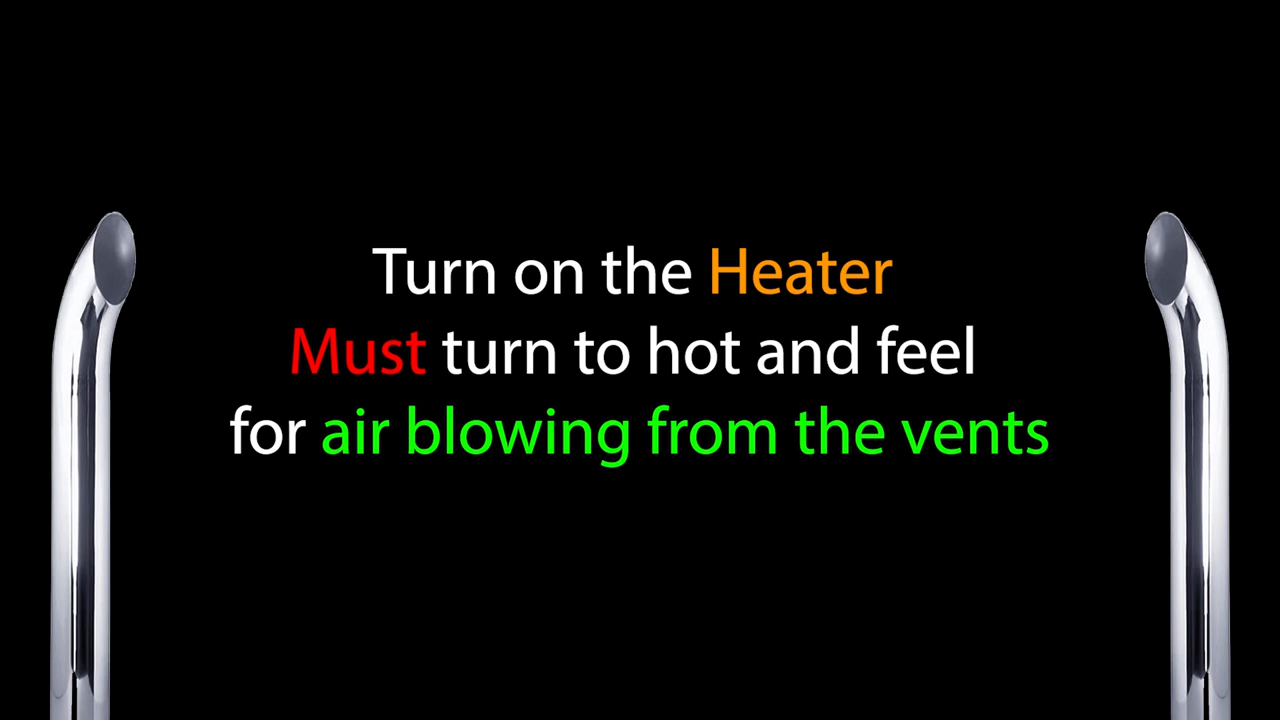 Turn on the Heater
Must turn to hot and feel
for air blowing from the vents